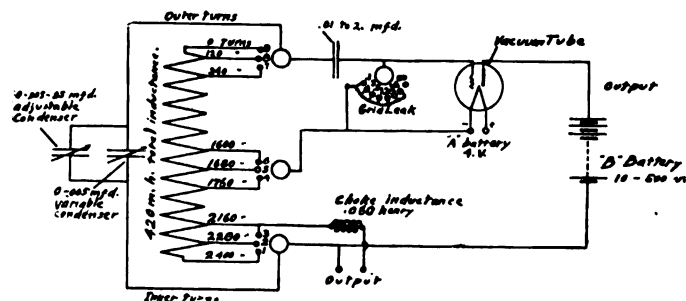 Outer turns
0 turns
120 "
240 "
.01 to 2. mfd.
Vacuum Tube
Output
0-.005-.05 mfd.
adjustable
Condenser
420 m.h. total inductance.
Grid Leak
"A" battery
4 V.
"B" Battery
10 - 500 v
0-.005 mfd.
variable
condenser
1600 -
1680 -
1760 -
Choke inductance
.080 henry
2160 -
2280 -
2400 -
Output
Inner turns